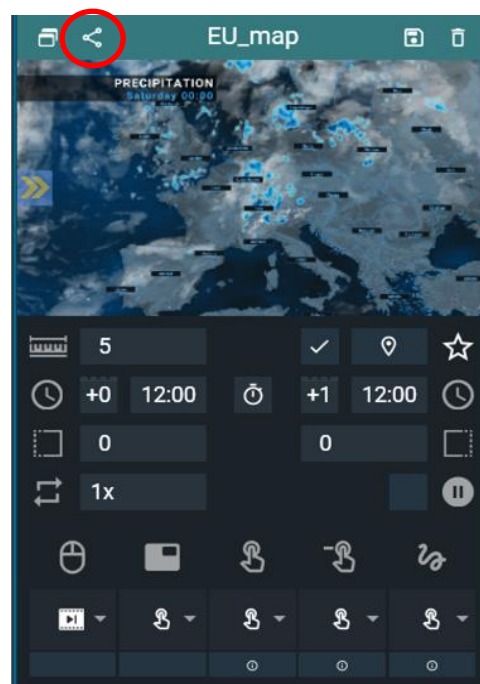 EU_map
PRECIPITATION
Saturday 00:00
5
+0 12:00 +1 12:00
0 0
1x